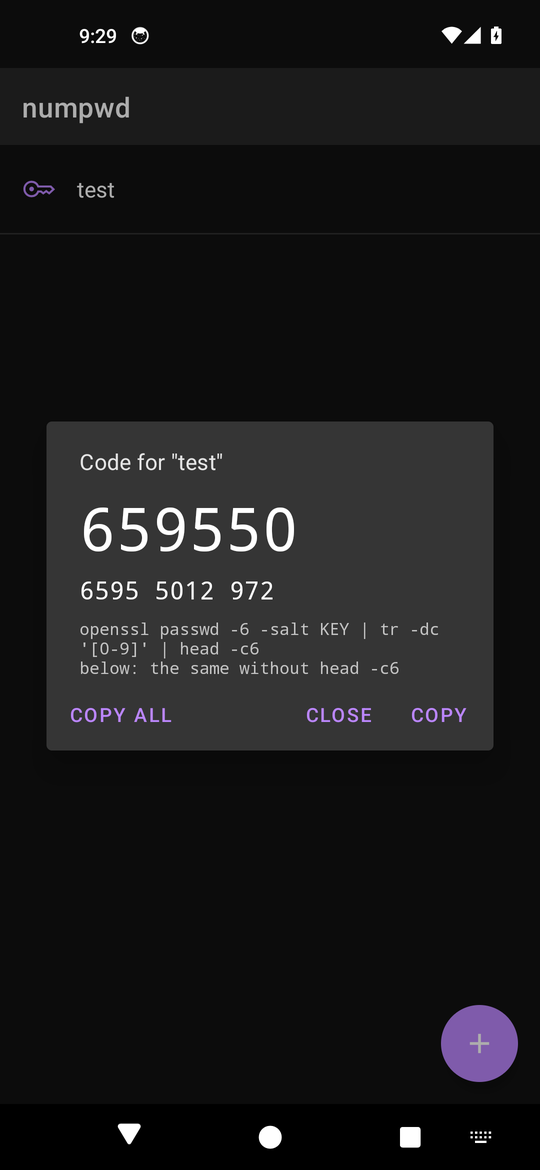 9:29
numpwd
test
Code for "test"
659550
6595 5012 972
openssl passwd -6 -salt KEY | tr -dc
'[0-9]' | head -c6
below: the same without head -c6
COPY ALL
CLOSE
COPY